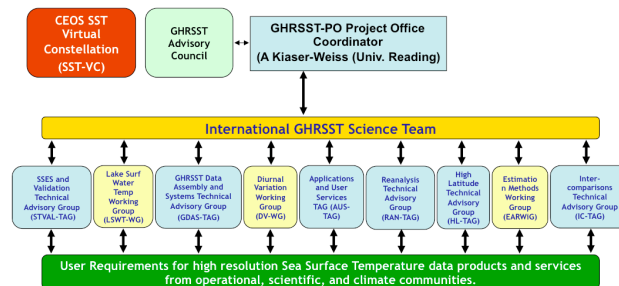 CEOS SST
Virtual
Constellation
(SST-VC)
GHRSST
Advisory
Council
GHRSST-PO Project Office
Coordinator
(A Kiaser-Weiss (Univ. Reading)
International GHRSST Science Team
SSES and
Validation
Technical
Advisory Group
(STVAL-TAG)
Lake Surf
Water
Temp
Working
Group
(LSWT-WG)
GHRSST Data
Assembly and
Systems Technical
Advisory Group
(GDAS-TAG)
Diurnal
Variation
Working
Group
(DV-WG)
Applications
and User
Services
TAG (AUS-
TAG)
Reanalysis
Technical
Advisory
Group
(RAN-TAG)
High
Latitude
Technical
Advisory
Group
(HL-TAG)
Estimatio
n Methods
Working
Group
(EARWIG)
Inter-
comparisons
Technical
Advisory Group
(IC-TAG)
User Requirements for high resolution Sea Surface Temperature data products and services
from operational, scientific, and climate communities.